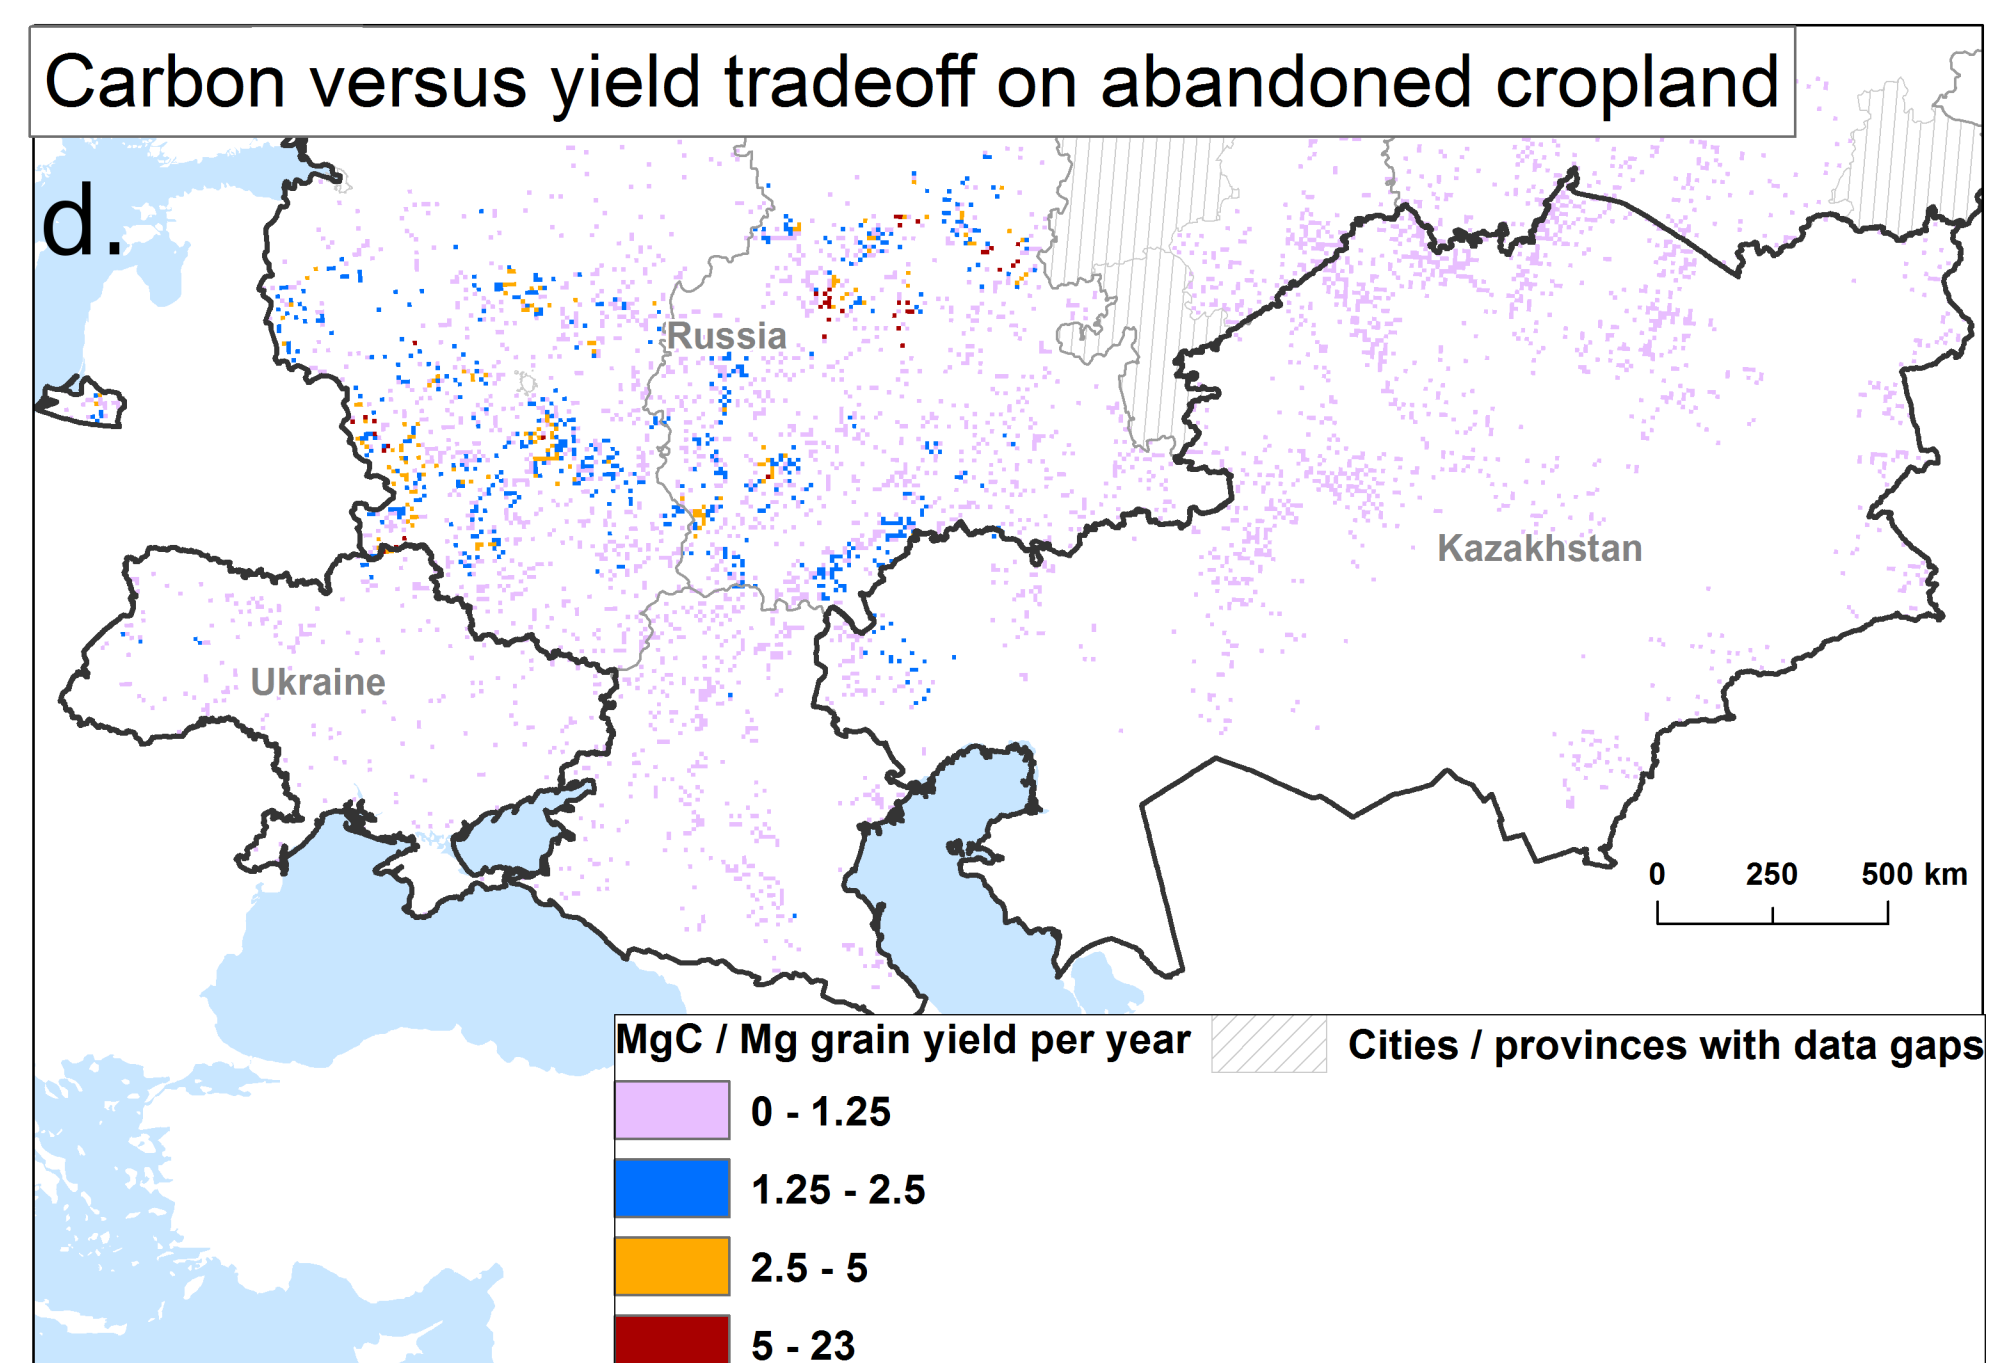 Carbon versus yield tradeoff on abandoned cropland
d.
Russia
Kazakhstan
Ukraine
0 250 500 km
MgC / Mg grain yield per year
Cities / provinces with data gaps
0 - 1.25
1.25 - 2.5
2.5 - 5
5 - 23